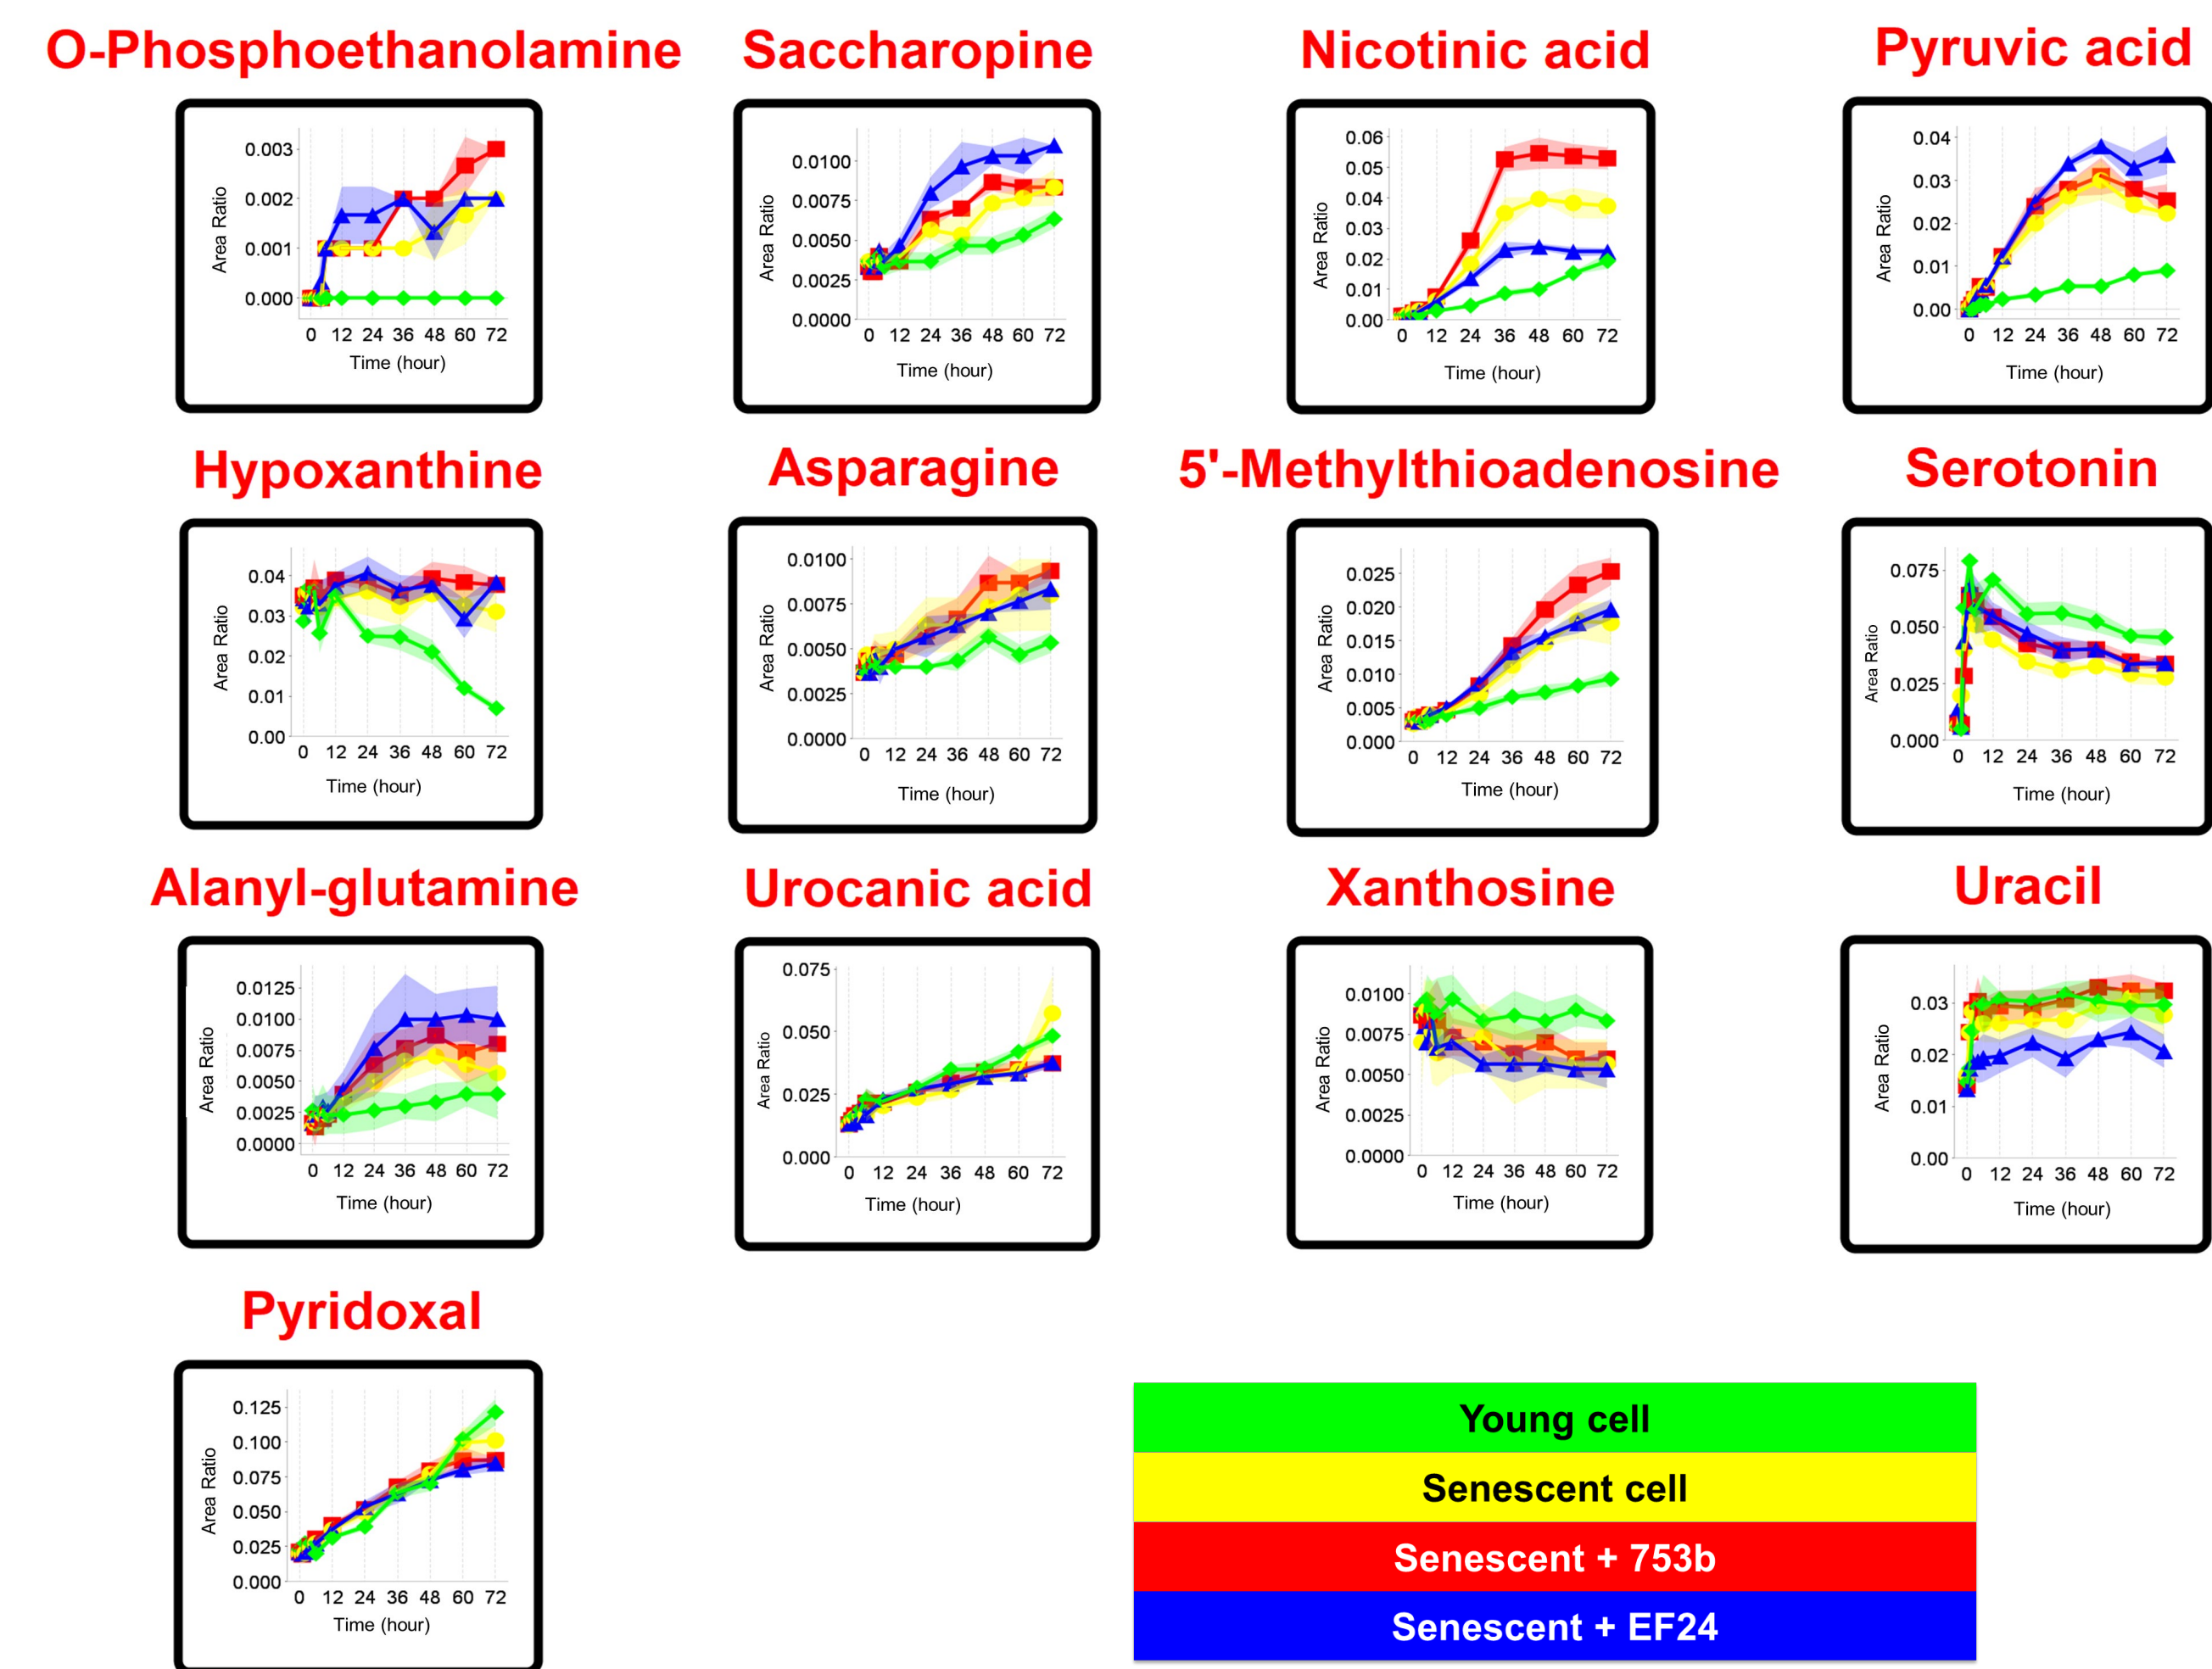 O-Phosphoethanolamine
Saccharopine
Nicotinic acid
Pyruvic acid
Area Ratio
0.003
0.002
0.001
0.000
0 12 24 36 48 60 72
Time (hour)
Area Ratio
0.0100
0.0075
0.0050
0.0025
0.0000
0 12 24 36 48 60 72
Time (hour)
Area Ratio
0.06
0.05
0.04
0.03
0.02
0.01
0.00
0 12 24 36 48 60 72
Time (hour)
Area Ratio
0.04
0.03
0.02
0.01
0.00
0 12 24 36 48 60 72
Time (hour)
Hypoxanthine
Asparagine
5'-Methylthioadenosine
Serotonin
Area Ratio
0.04
0.03
0.02
0.01
0.00
0 12 24 36 48 60 72
Time (hour)
Area Ratio
0.0100
0.0075
0.0050
0.0025
0.0000
0 12 24 36 48 60 72
Time (hour)
Area Ratio
0.025
0.020
0.015
0.010
0.005
0.000
0 12 24 36 48 60 72
Time (hour)
Area Ratio
0.075
0.050
0.025
0.000
0 12 24 36 48 60 72
Time (hour)
Alanyl-glutamine
Urocanic acid
Xanthosine
Uracil
Area Ratio
0.0125
0.0100
0.0075
0.0050
0.0025
0.0000
0 12 24 36 48 60 72
Time (hour)
Area Ratio
0.075
0.050
0.025
0.000
0 12 24 36 48 60 72
Time (hour)
Area Ratio
0.0100
0.0075
0.0050
0.0025
0.0000
0 12 24 36 48 60 72
Time (hour)
Area Ratio
0.03
0.02
0.01
0.00
0 12 24 36 48 60 72
Time (hour)
Pyridoxal
Area Ratio
0.125
0.100
0.075
0.050
0.025
0.000
0 12 24 36 48 60 72
Time (hour)
Young cell
Senescent cell
Senescent + 753b
Senescent + EF24